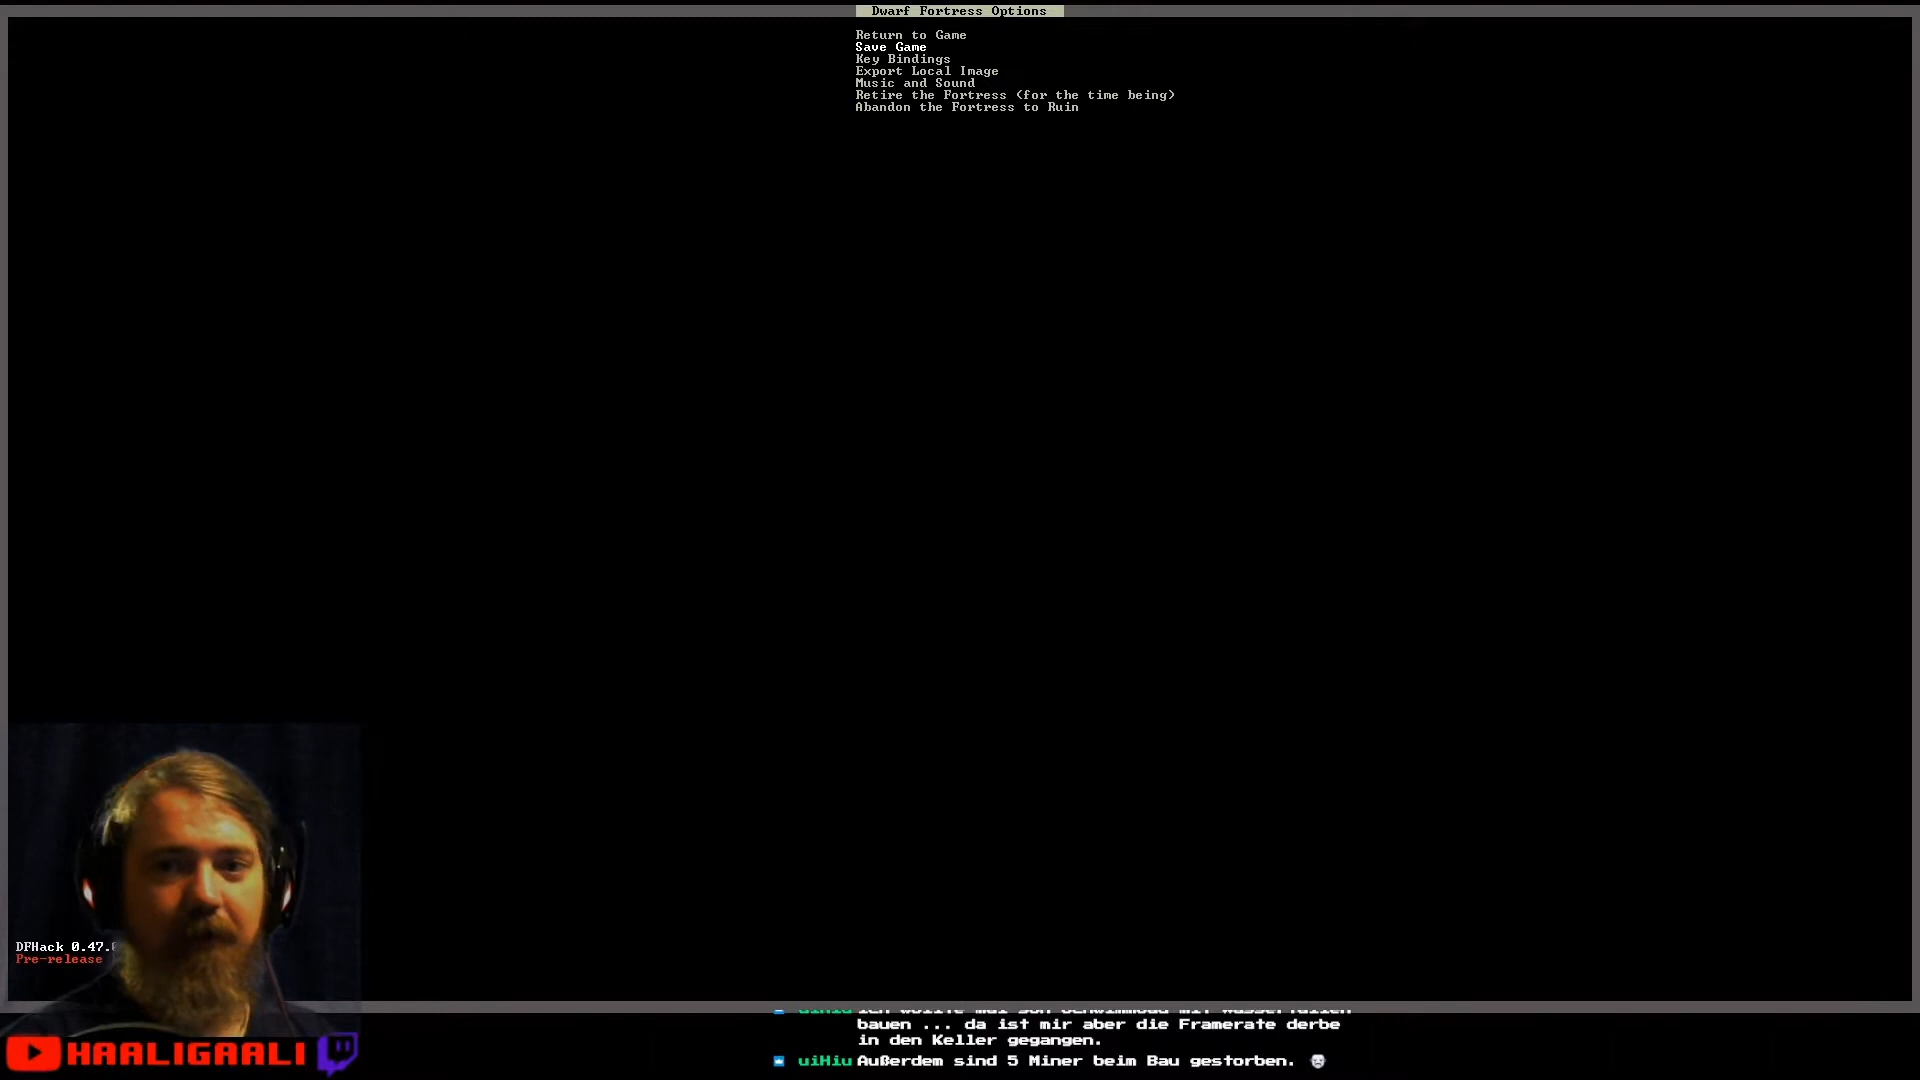 Dwarf Fortress Options
Return to Game
Save Game
Key Bindings
Export Local Image
Music and Sound
Retire the Fortress (for the time being)
Abandon the Fortress to Ruin
DFHack 0.47.
Pre-release
bauen ... da ist mir aber die Framerate derbe
in den Keller gegangen.
uiHiu Außerdem sind 5 Miner beim Bau gestorben.
HAALIGAALI